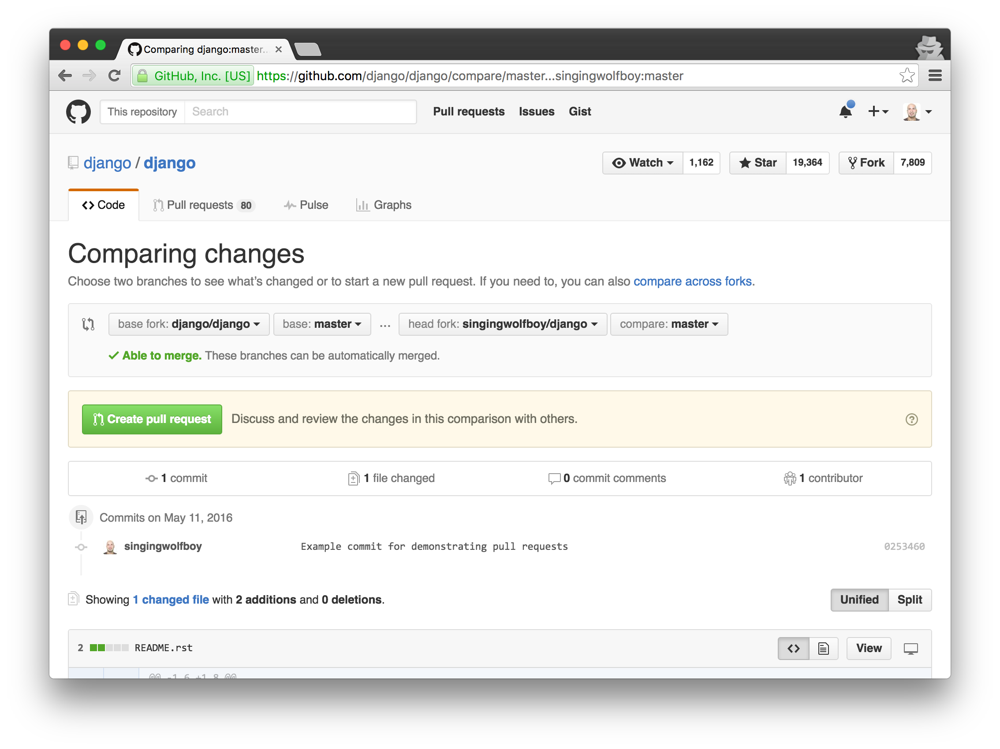 Comparing django:master...
GitHub, Inc. [US] https://github.com/django/django/compare/master...singingwolfboy:master
This repository Search Pull requests Issues Gist
django / django Watch 1,162 Star 19,364 Fork 7,809
Code Pull requests 80 Pulse Graphs
Comparing changes
Choose two branches to see what’s changed or to start a new pull request. If you need to, you can also compare across forks.
base fork: django/django base: master ... head fork: singingwolfboy/django compare: master
Able to merge. These branches can be automatically merged.
Create pull request Discuss and review the changes in this comparison with others.
1 commit 1 file changed 0 commit comments 1 contributor
Commits on May 11, 2016
singingwolfboy Example commit for demonstrating pull requests 0253460
Showing 1 changed file with 2 additions and 0 deletions. Unified Split
2 README.rst View
@@ -1,6 +1,8 @@